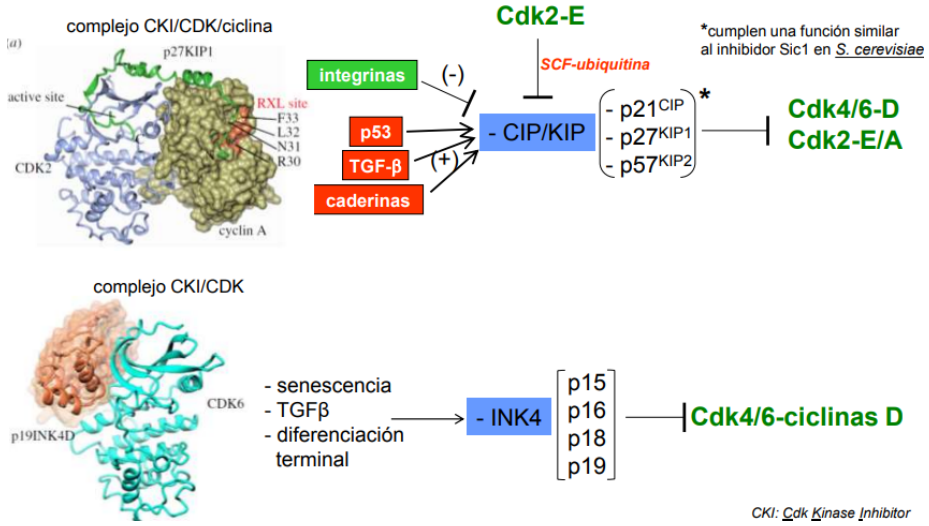 complejo CKI/CDK/ciclina
(a)
p27KIP1
active site
RXL site
F33
L32
N31
R30
CDK2
cyclin A
Cdk2-E
SCF-ubiquitina
*cumplen una función similar
al inhibidor Sic1 en S. cerevisiae
integrinas
(-)
p53
TGF-β
(+)
caderinas
- CIP/KIP
- p21CIP
- p27KIP1
- p57KIP2
*
Cdk4/6-D
Cdk2-E/A
complejo CKI/CDK
CDK6
p19INK4D
- senescencia
- TGFβ
- diferenciación
terminal
- INK4
p15
p16
p18
p19
Cdk4/6-ciclinas D
CKI: Cdk Kinase Inhibitor